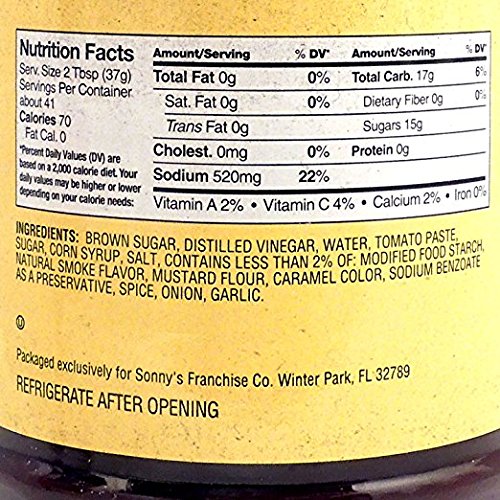 Nutrition Facts
Serv. Size 2 Tbsp (37g)
Servings Per Container
about 41
Calories 70
Fat Cal. 0
*Percent Daily Values (DV) are
based on a 2,000 calorie diet. Your
daily values may be higher or lower
depending on your calorie needs:
Amount/Serving % DV*
Total Fat 0g 0%
Sat. Fat 0g 0%
Trans Fat 0g
Cholest. 0mg 0%
Sodium 520mg 22%
Amount/Serving % DV*
Total Carb. 17g 6%
Dietary Fiber 0g 0%
Sugars 15g
Protein 0g
Vitamin A 2% • Vitamin C 4% • Calcium 2% • Iron 0%
INGREDIENTS: BROWN SUGAR, DISTILLED VINEGAR, WATER, TOMATO PASTE,
SUGAR, CORN SYRUP, SALT, CONTAINS LESS THAN 2% OF: MODIFIED FOOD STARCH,
NATURAL SMOKE FLAVOR, MUSTARD FLOUR, CARAMEL COLOR, SODIUM BENZOATE
AS A PRESERVATIVE, SPICE, ONION, GARLIC.
U
Packaged exclusively for Sonny's Franchise Co. Winter Park, FL 32789
REFRIGERATE AFTER OPENING